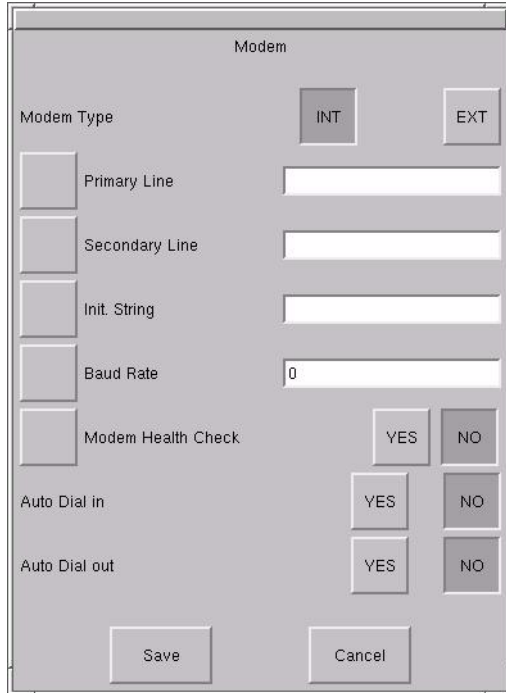 Modem
Modem Type INT EXT
Primary Line
Secondary Line
Init. String
Baud Rate 0
Modem Health Check YES NO
Auto Dial in YES NO
Auto Dial out YES NO
Save Cancel